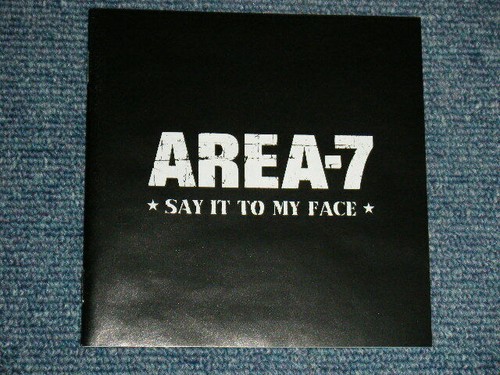 AREA-7
★ SAY IT TO MY FACE ★